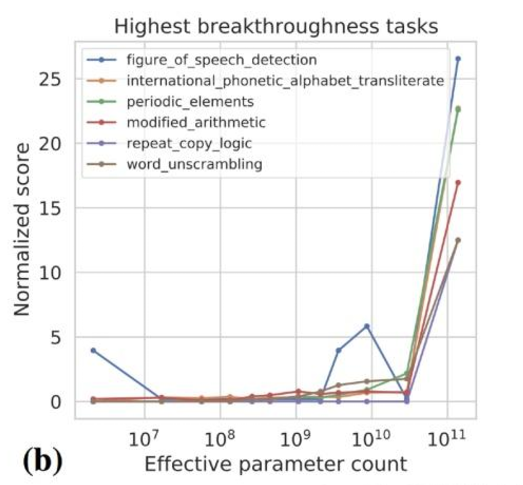 Highest breakthroughness tasks
figure_of_speech_detection
international_phonetic_alphabet_transliterate
periodic_elements
modified_arithmetic
repeat_copy_logic
word_unscrambling
Normalized score
25
20
15
10
5
0
10⁷ 10⁸ 10⁹ 10¹⁰ 10¹¹
Effective parameter count
(b)